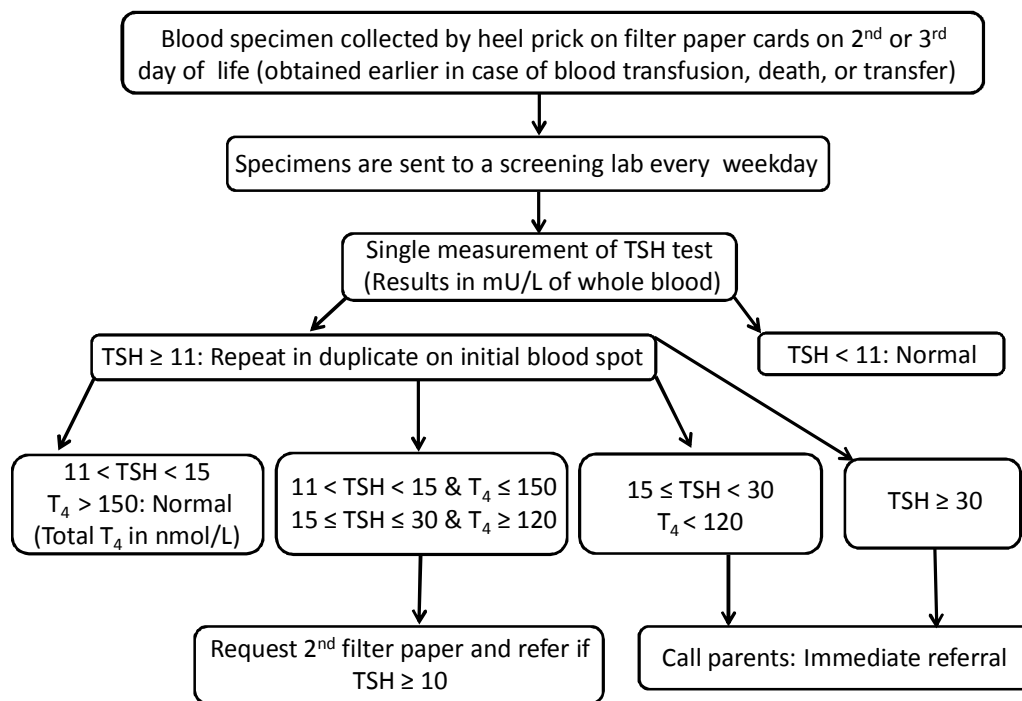 Blood specimen collected by heel prick on filter paper cards on 2nd or 3rd
day of life (obtained earlier in case of blood transfusion, death, or transfer)
Specimens are sent to a screening lab every weekday
Single measurement of TSH test
(Results in mU/L of whole blood)
TSH ≥ 11: Repeat in duplicate on initial blood spot
TSH < 11: Normal
11 < TSH < 15
T4 > 150: Normal
(Total T4 in nmol/L)
11 < TSH < 15 & T4 ≤ 150
15 ≤ TSH ≤ 30 & T4 ≥ 120
15 ≤ TSH < 30
T4 < 120
TSH ≥ 30
Request 2nd filter paper and refer if
TSH ≥ 10
Call parents: Immediate referral